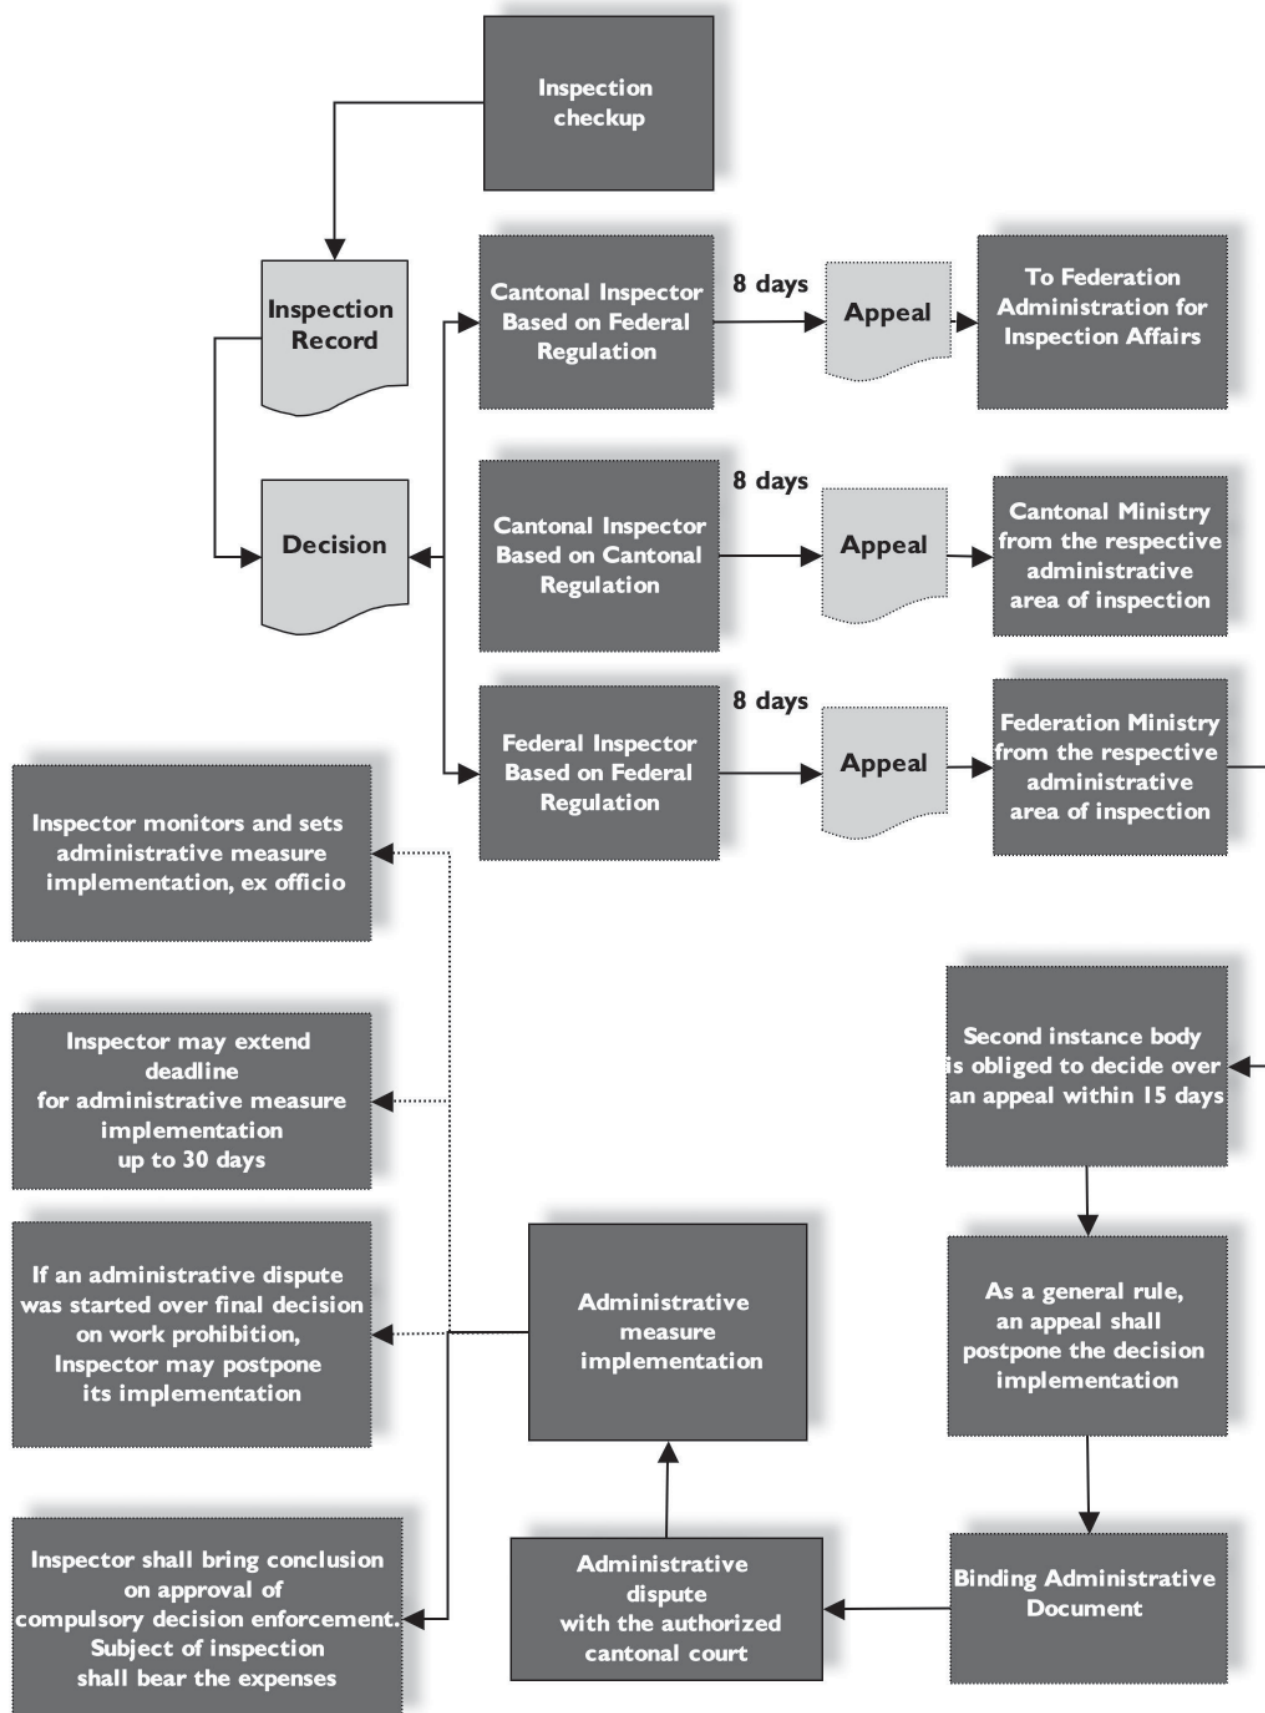 Inspection
checkup
Inspection
Record
Decision
Cantonal Inspector
Based on Federal
Regulation
8 days
Appeal
To Federation
Administration for
Inspection Affairs
Cantonal Inspector
Based on Cantonal
Regulation
8 days
Appeal
Cantonal Ministry
from the respective
administrative
area of inspection
Federal Inspector
Based on Federal
Regulation
8 days
Appeal
Federation Ministry
from the respective
administrative
area of inspection
Inspector monitors and sets
administrative measure
implementation, ex officio
Inspector may extend
deadline
for administrative measure
implementation
up to 30 days
If an administrative dispute
was started over final decision
on work prohibition,
Inspector may postpone
its implementation
Inspector shall bring conclusion
on approval of
compulsory decision enforcement.
Subject of inspection
shall bear the expenses
Administrative
measure
implementation
Administrative
dispute
with the authorized
cantonal court
Second instance body
is obliged to decide over
an appeal within 15 days
As a general rule,
an appeal shall
postpone the decision
implementation
Binding Administrative
Document